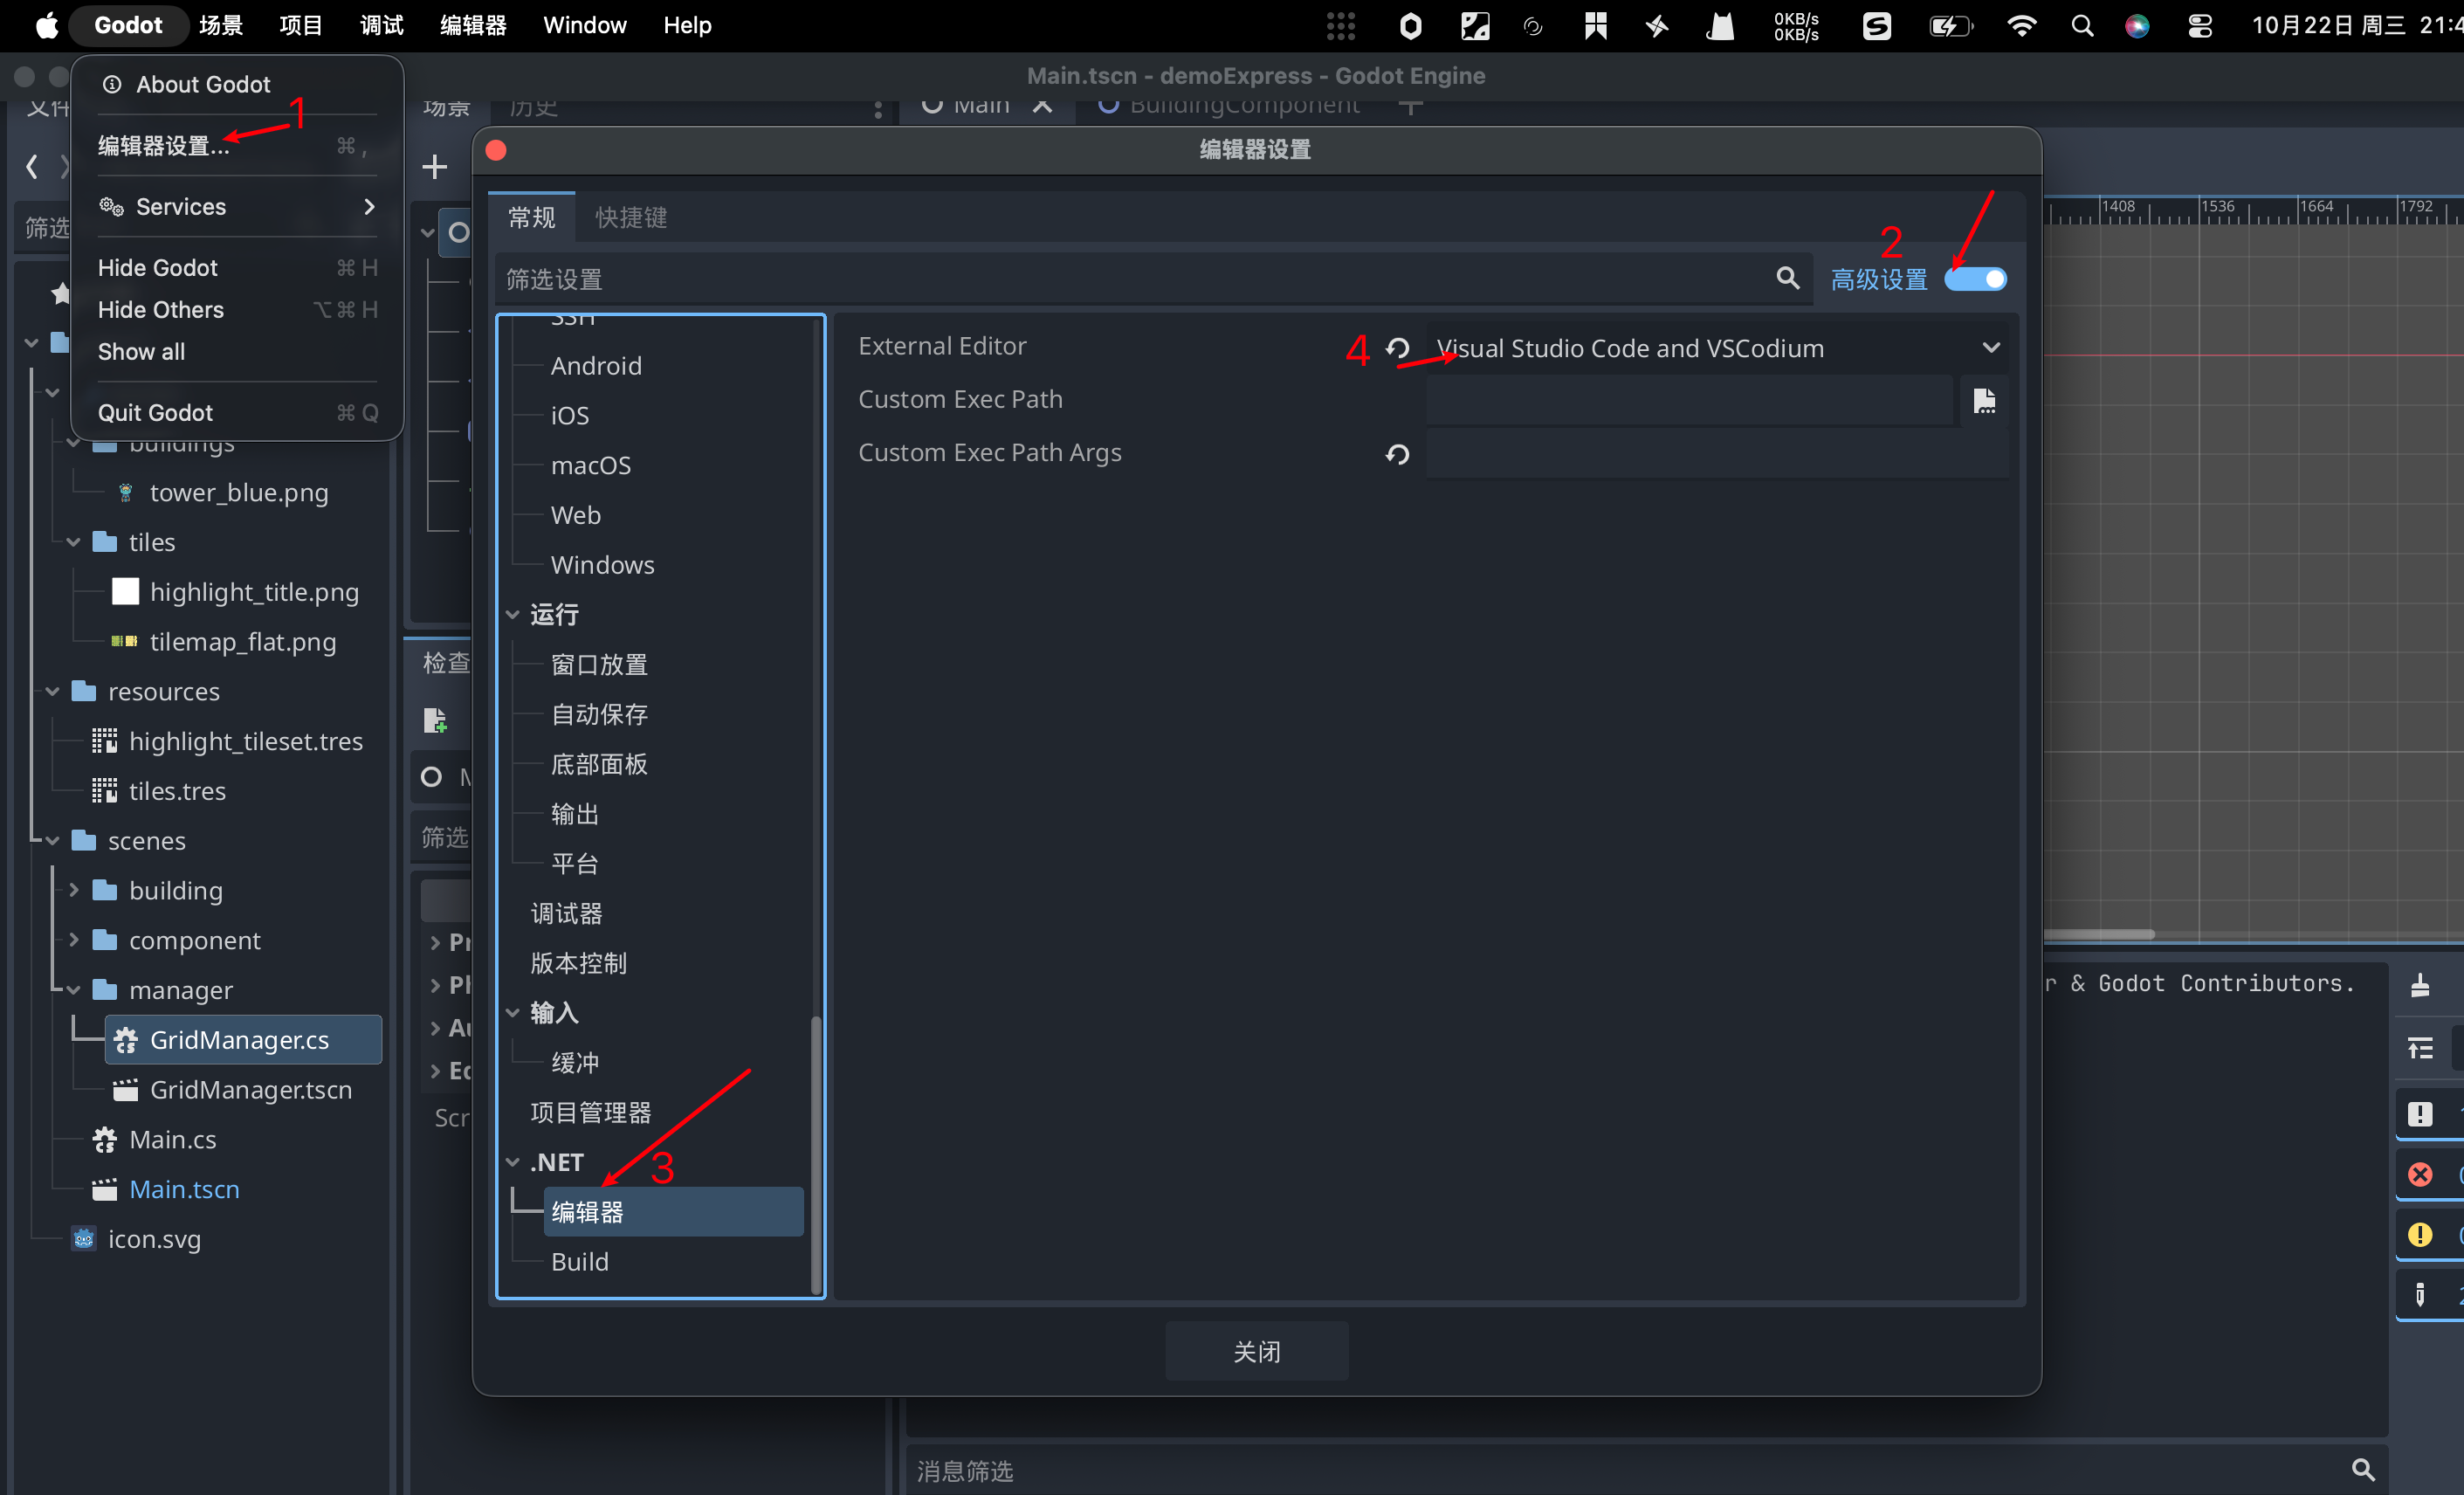 Godot 场景 项目 调试 编辑器 Window Help
0KB/s
0KB/s
10月22日 周三 21:4
Main.tscn - demoExpress - Godot Engine
About Godot
1
编辑器设置... ⌘ ,
Services
Hide Godot ⌘ H
Hide Others ⌥ ⌘ H
Show all
Quit Godot ⌘ Q
文件
场景 历史
Main
BuildingComponent
筛选
buildings
tower_blue.png
tiles
highlight_title.png
tilemap_flat.png
resources
highlight_tileset.tres
tiles.tres
scenes
building
component
manager
GridManager.cs
GridManager.tscn
Main.cs
Main.tscn
icon.svg
检查
筛选
Scr
编辑器设置
常规 快捷键
筛选设置
2
高级设置
SSH
Android
iOS
macOS
Web
Windows
运行
窗口放置
自动保存
底部面板
输出
平台
调试器
版本控制
输入
缓冲
项目管理器
.NET
3
编辑器
Build
External Editor
4
Visual Studio Code and VSCodium
Custom Exec Path
Custom Exec Path Args
关闭
1408 1536 1664 1792
r & Godot Contributors.
消息筛选